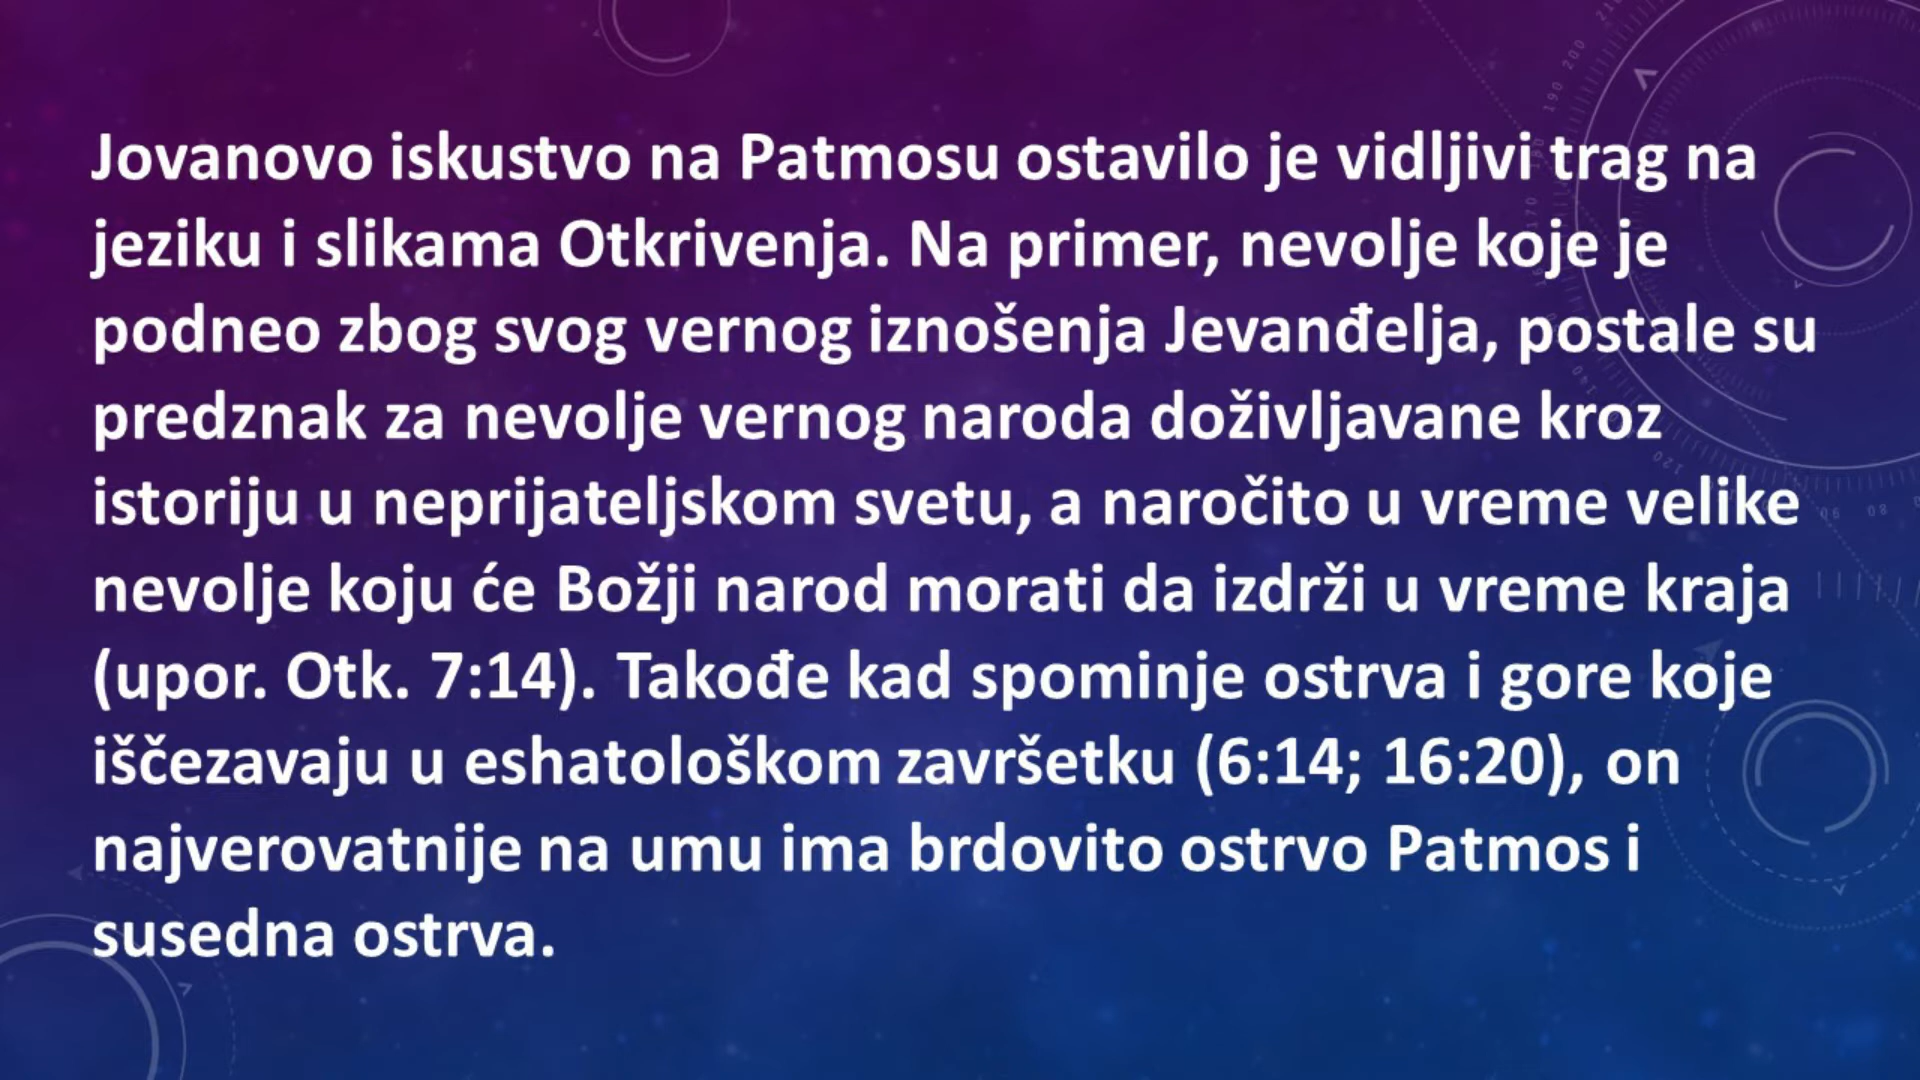 Jovanovo iskustvo na Patmosu ostavilo je vidljivi trag na
jeziku i slikama Otkrivenja. Na primer, nevolje koje je
podneo zbog svog vernog iznošenja Jevanđelja, postale su
predznak za nevolje vernog naroda doživljavane kroz
istoriju u neprijateljskom svetu, a naročito u vreme velike
nevolje koju će Božji narod morati da izdrži u vreme kraja
(upor. Otk. 7:14). Takođe kad spominje ostrva i gore koje
iščezavaju u eshatološkom završetku (6:14; 16:20), on
najverovatnije na umu ima brdovito ostrvo Patmos i
susedna ostrva.